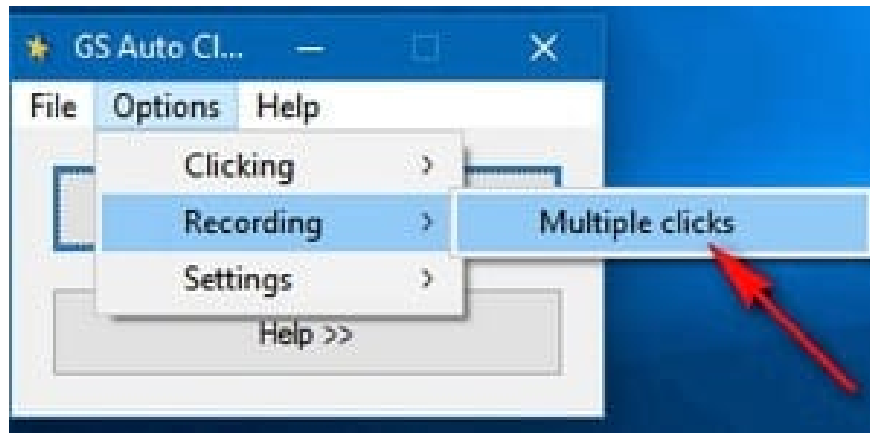 GS Auto Cl...
File Options Help
Clicking
Recording
Multiple clicks
Settings
Help >>